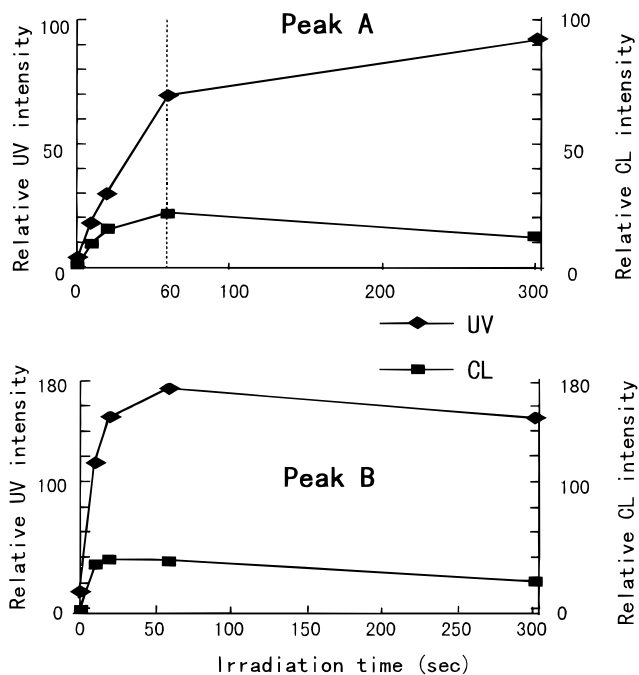 Peak A
100
50
0
Relative UV intensity
100
50
0
Relative CL intensity
0 60 100 200 300
UV
CL
180
100
0
Relative UV intensity
Peak B
180
100
0
Relative CL intensity
0 50 100 150 200 250 300
Irradiation time (sec)